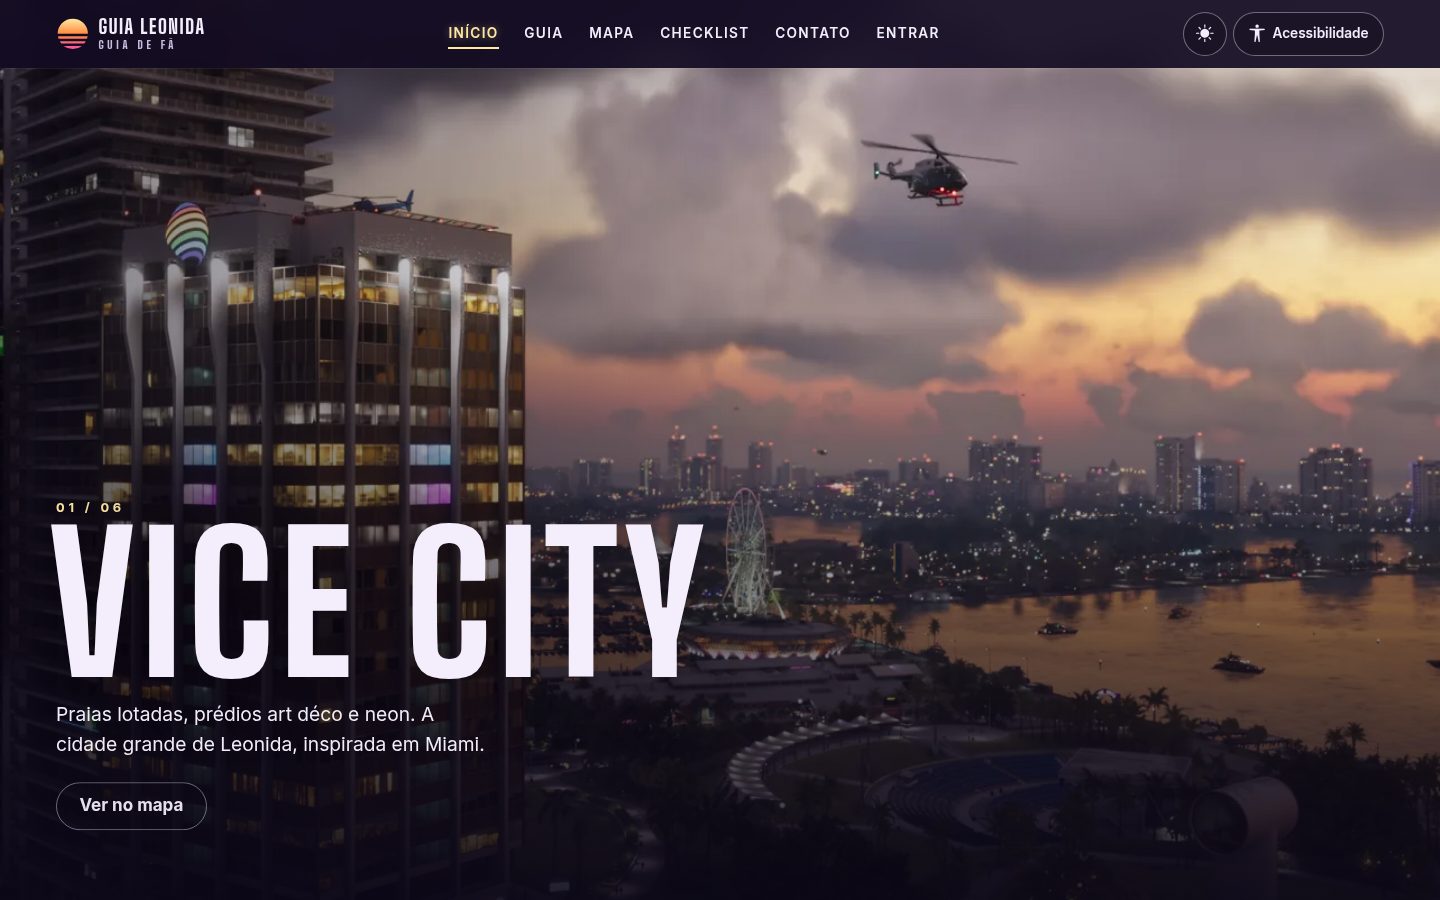 GUIA LEONIDA
GUIA DE FÃ
INÍCIO
GUIA
MAPA
CHECKLIST
CONTATO
ENTRAR
Acessibilidade
01 / 06
VICE CITY
Praias lotadas, prédios art déco e neon. A
cidade grande de Leonida, inspirada em Miami.
Ver no mapa